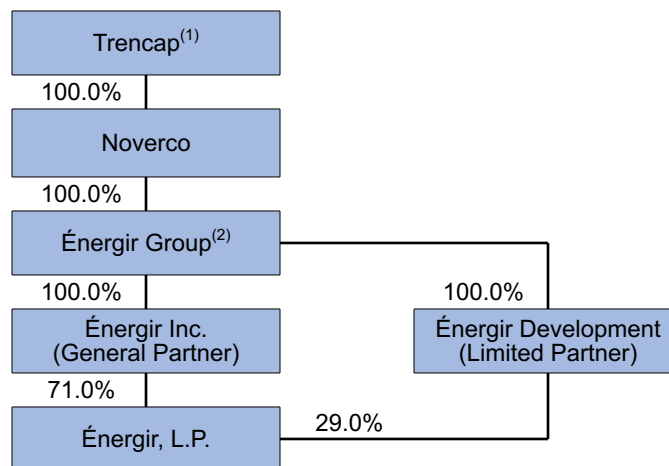 Trencap(1)
100.0%
Noverco
100.0%
Énergir Group(2)
100.0%
100.0%
Énergir Inc.
(General Partner)
Énergir Development
(Limited Partner)
71.0%
29.0%
Énergir, L.P.